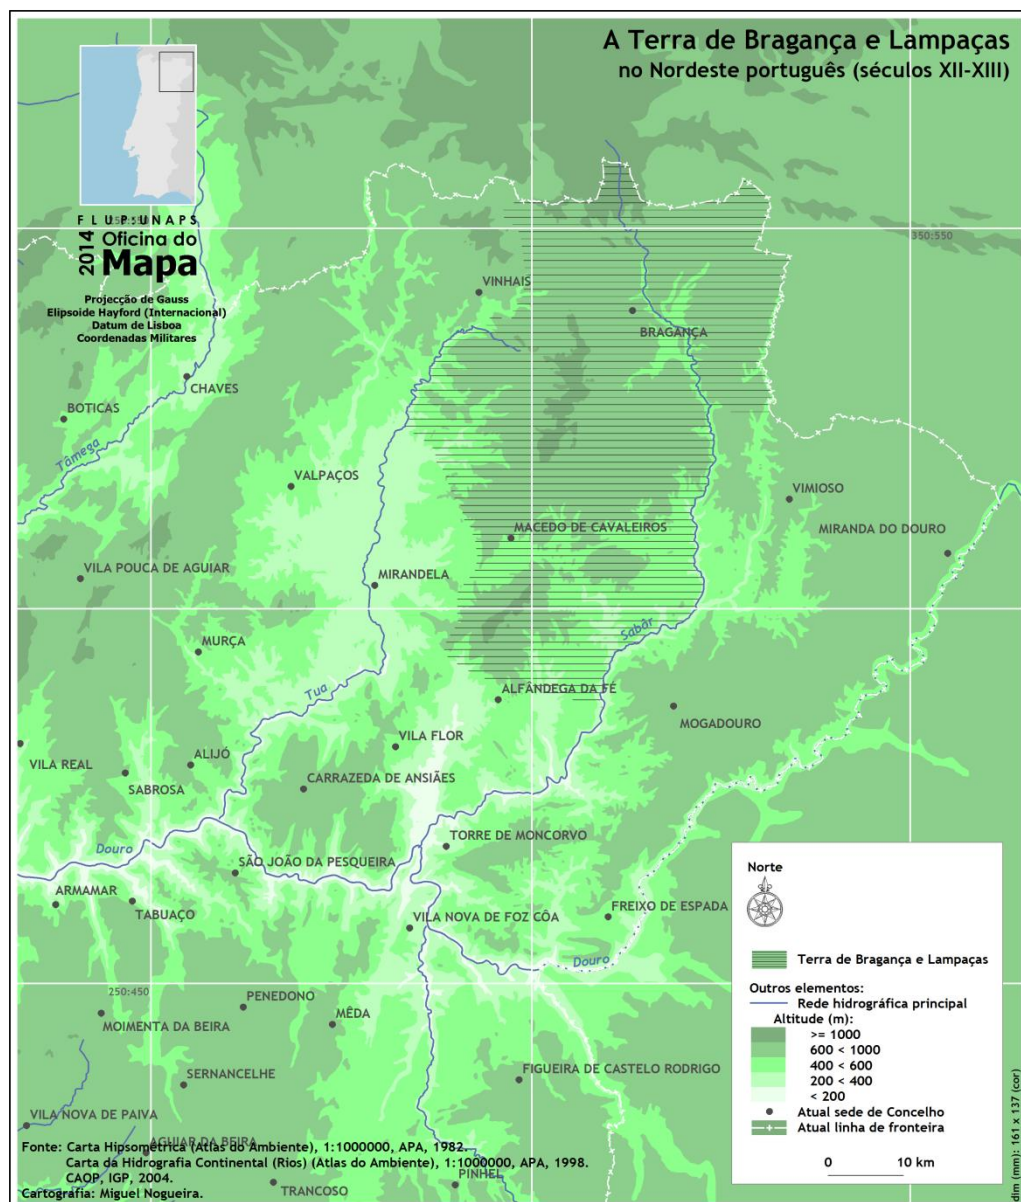 A Terra de Bragança e Lampaças
no Nordeste português (séculos XII-XIII)
F L U P | U N A P S
2014 Oficina do
Mapa
Projecção de Gauss
Elipsoide Hayford (Internacional)
Datum de Lisboa
Coordenadas Militares
350:550
VINHAIS
BRAGANÇA
CHAVES
BOTICAS
Tâmega
VALPAÇOS
VIMIOSO
MACEDO DE CAVALEIROS
MIRANDA DO DOURO
VILA POUCA DE AGUIAR
MIRANDELA
Sabôr
MURÇA
Tua
ALFÂNDEGA DA FÉ
MOGADOURO
VILA FLOR
VILA REAL
ALIJÓ
SABROSA
CARRAZEDA DE ANSIÃES
Douro
TORRE DE MONCORVO
SÃO JOÃO DA PESQUEIRA
ARMAMAR
TABUAÇO
VILA NOVA DE FOZ CÔA
FREIXO DE ESPADA
Douro
250:450
PENEDONO
MOIMENTA DA BEIRA
MÊDA
SERNANCELHE
FIGUEIRA DE CASTELO RODRIGO
VILA NOVA DE PAIVA
AGUIAR DA BEIRA
PINHEL
TRANCOSO
Norte
Terra de Bragança e Lampaças
Outros elementos:
Rede hidrográfica principal
Altitude (m):
>= 1000
600 < 1000
400 < 600
200 < 400
< 200
Atual sede de Concelho
Atual linha de fronteira
0 10 km
Fonte: Carta Hipsométrica (Atlas do Ambiente), 1:1000000, APA, 1982.
Carta da Hidrografia Continental (Rios) (Atlas do Ambiente), 1:1000000, APA, 1998.
CAOP, IGP, 2004.
Cartografia: Miguel Nogueira.
dim (mm): 161 x 137 (cor)